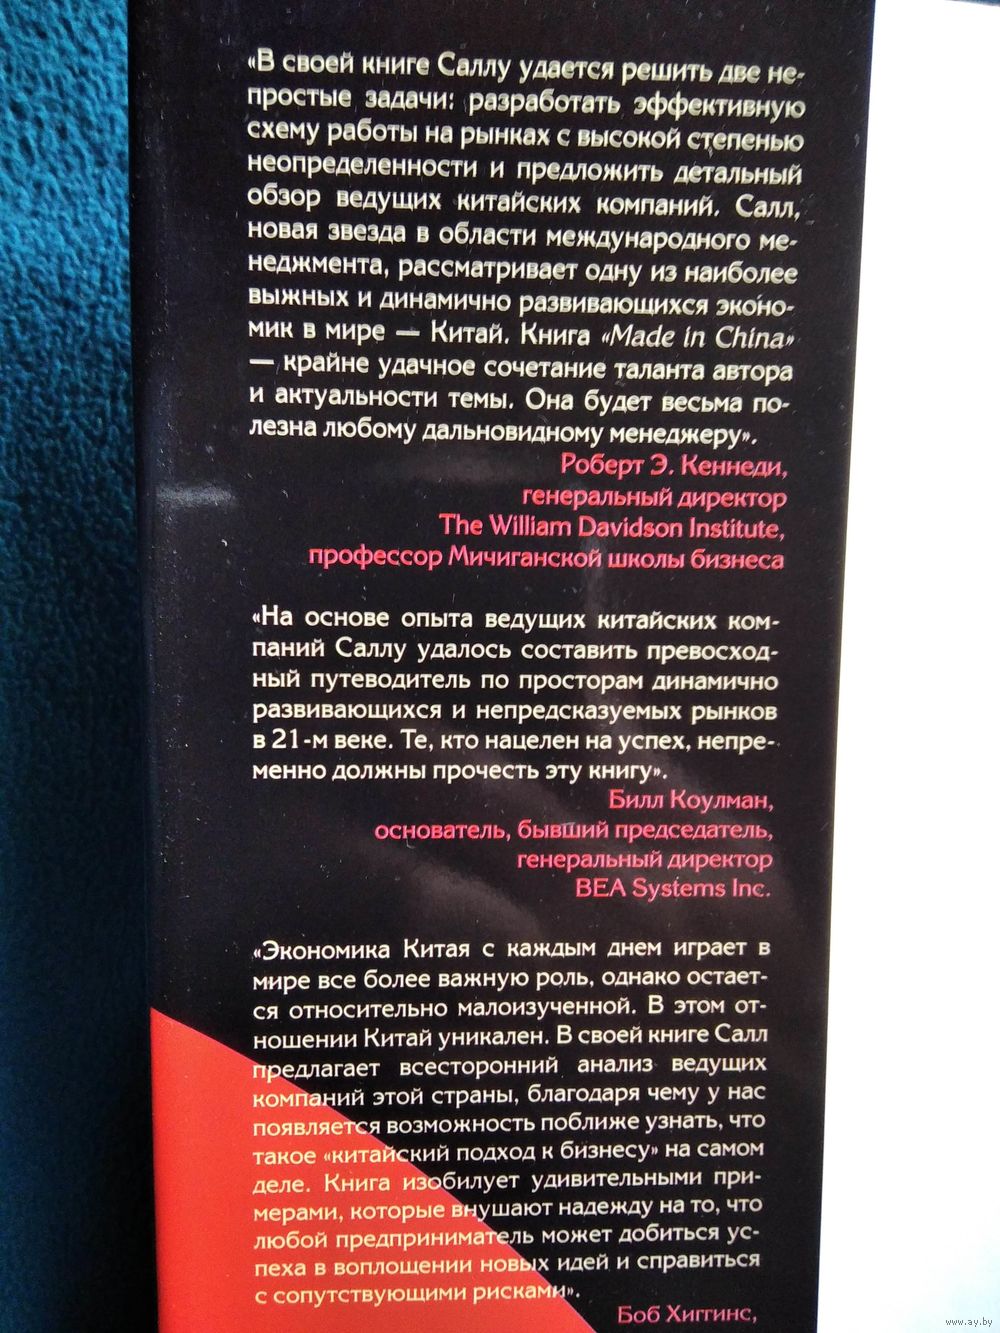 «В своей книге Саллу удается решить две не-
простые задачи: разработать эффективную
схему работы на рынках с высокой степенью
неопределенности и предложить детальный
обзор ведущих китайских компаний. Салл,
новая звезда в области международного ме-
неджмента, рассматривает одну из наиболее
выжных и динамично развивающихся эконо-
мик в мире — Китай. Книга «Made in China»
— крайне удачное сочетание таланта автора
и актуальности темы. Она будет весьма по-
лезна любому дальновидному менеджеру».
Роберт Э. Кеннеди,
генеральный директор
The William Davidson Institute,
профессор Мичиганской школы бизнеса
«На основе опыта ведущих китайских ком-
паний Саллу удалось составить превосход-
ный путеводитель по просторам динамично
развивающихся и непредсказуемых рынков
в 21-м веке. Те, кто нацелен на успех, непре-
менно должны прочесть эту книгу».
Билл Коулман,
основатель, бывший председатель,
генеральный директор
BEA Systems Inc.
«Экономика Китая с каждым днем играет в
мире все более важную роль, однако остает-
ся относительно малоизученной. В этом от-
ношении Китай уникален. В своей книге Салл
предлагает всесторонний анализ ведущих
компаний этой страны, благодаря чему у нас
появляется возможность поближе узнать, что
такое «китайский подход к бизнесу» на самом
деле. Книга изобилует удивительными при-
мерами, которые внушают надежду на то, что
любой предприниматель может добиться ус-
пеха в воплощении новых идей и справиться
с сопутствующими рисками».
Боб Хиггинс,
www.ay.by